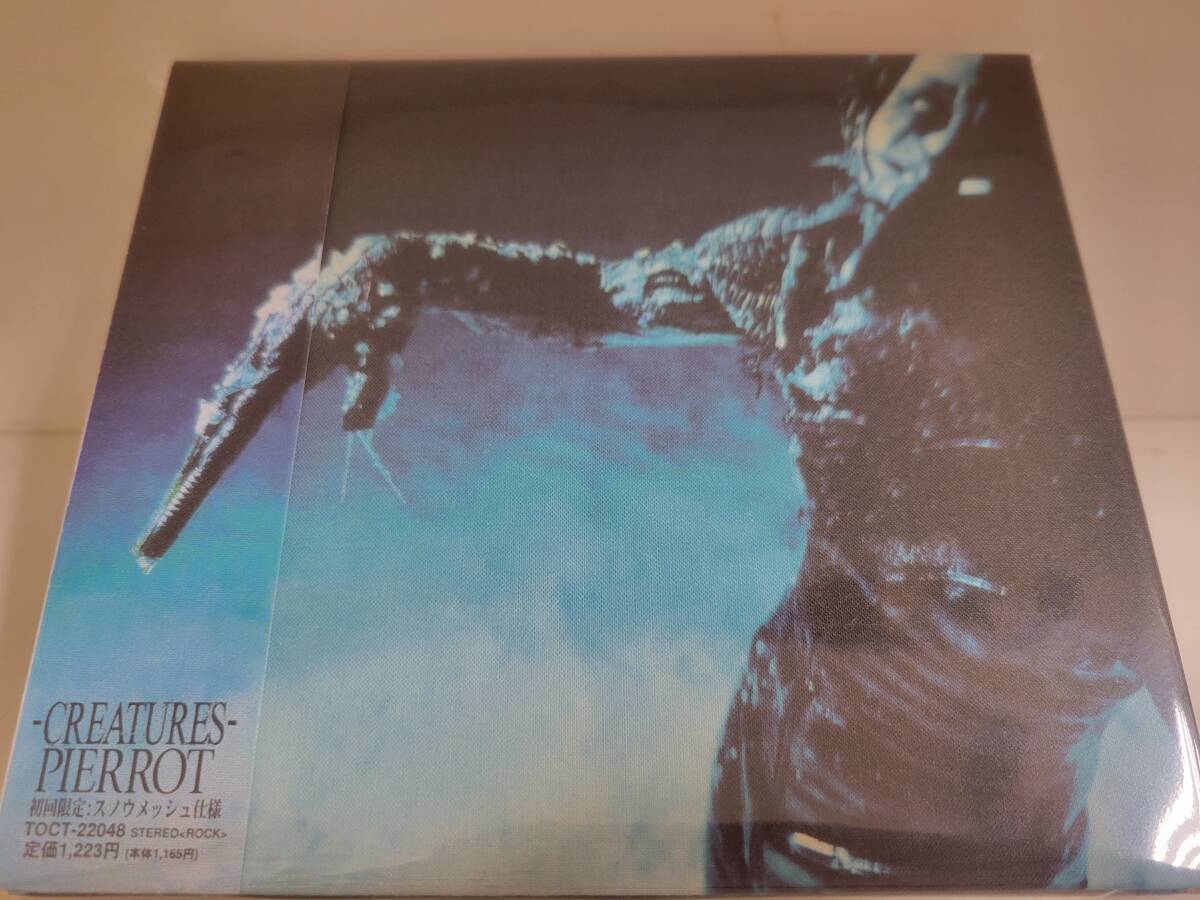 -CREATURES-
PIERROT
初回限定:スノウメッシュ仕様
TOCT-22048 STEREO<ROCK>
定価1,223円 (本体1,165円)